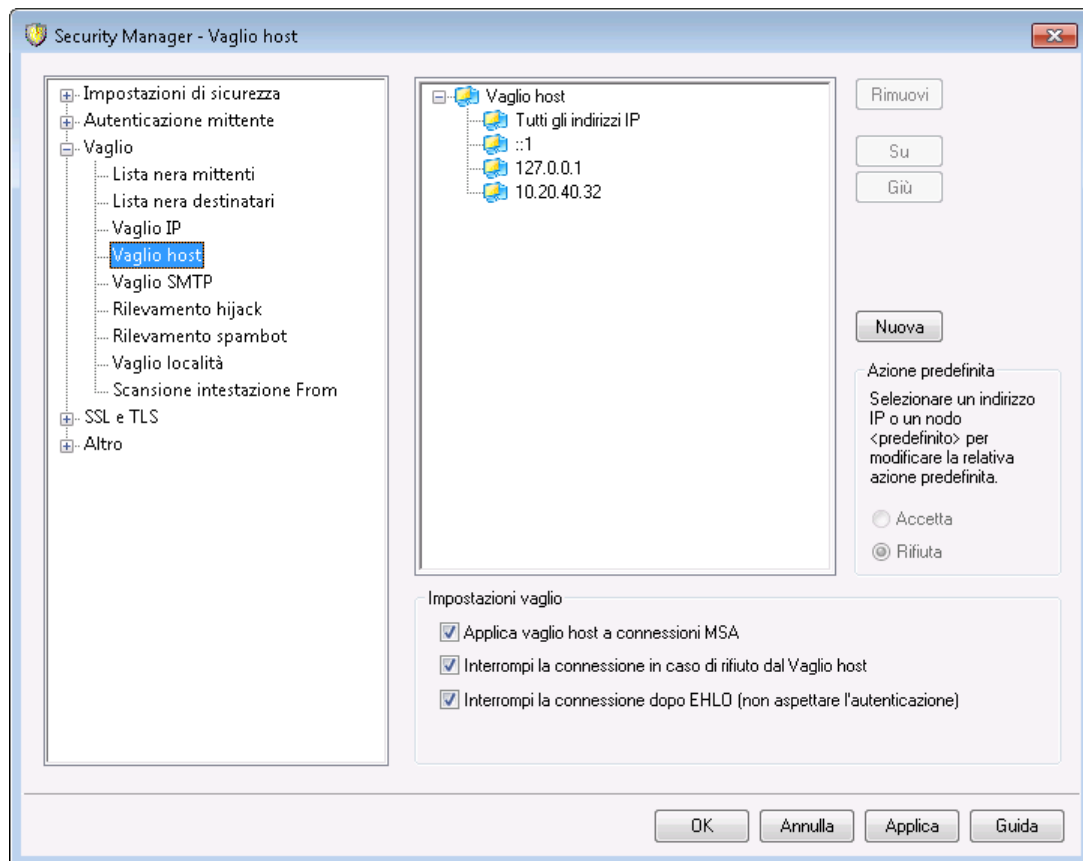 Security Manager - Vaglio host
Impostazioni di sicurezza
Autenticazione mittente
Vaglio
Lista nera mittenti
Lista nera destinatari
Vaglio IP
Vaglio host
Vaglio SMTP
Rilevamento hijack
Rilevamento spambot
Vaglio località
Scansione intestazione From
SSL e TLS
Altro
Vaglio host
Tutti gli indirizzi IP
::1
127.0.0.1
10.20.40.32
Rimuovi
Su
Giù
Nuova
Azione predefinita
Selezionare un indirizzo
IP o un nodo
<predefinito> per
modificare la relativa
azione predefinita.
Accetta
Rifiuta
Impostazioni vaglio
Applica vaglio host a connessioni MSA
Interrompi la connessione in caso di rifiuto dal Vaglio host
Interrompi la connessione dopo EHLO (non aspettare l'autenticazione)
OK
Annulla
Applica
Guida